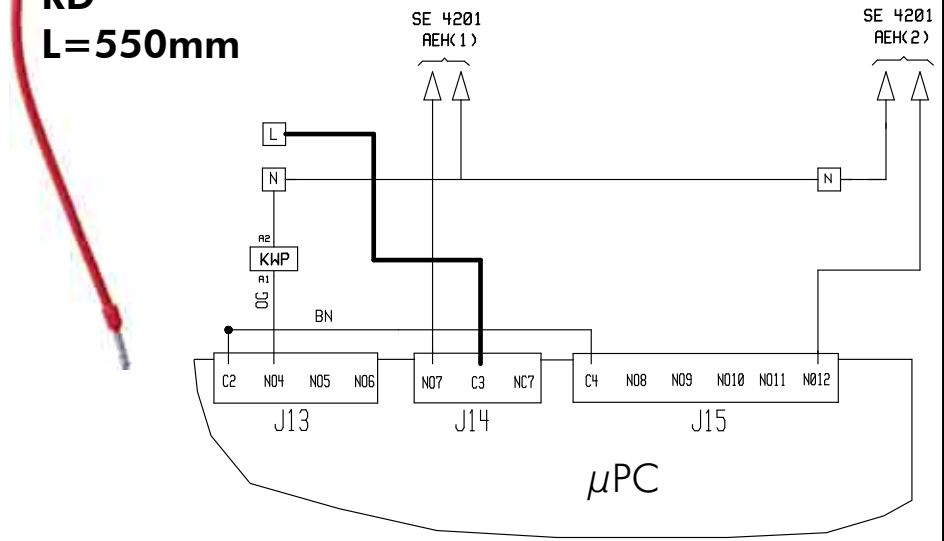 RD
L=550mm
SE 4201
AEH(1)
SE 4201
AEH(2)
L
N
N
A2
KWP
A1
OG
BN
C2 NO4 NO5 NO6
NO7 C3 NC7
C4 NO8 NO9 NO10 NO11 NO12
J13
J14
J15
µPC